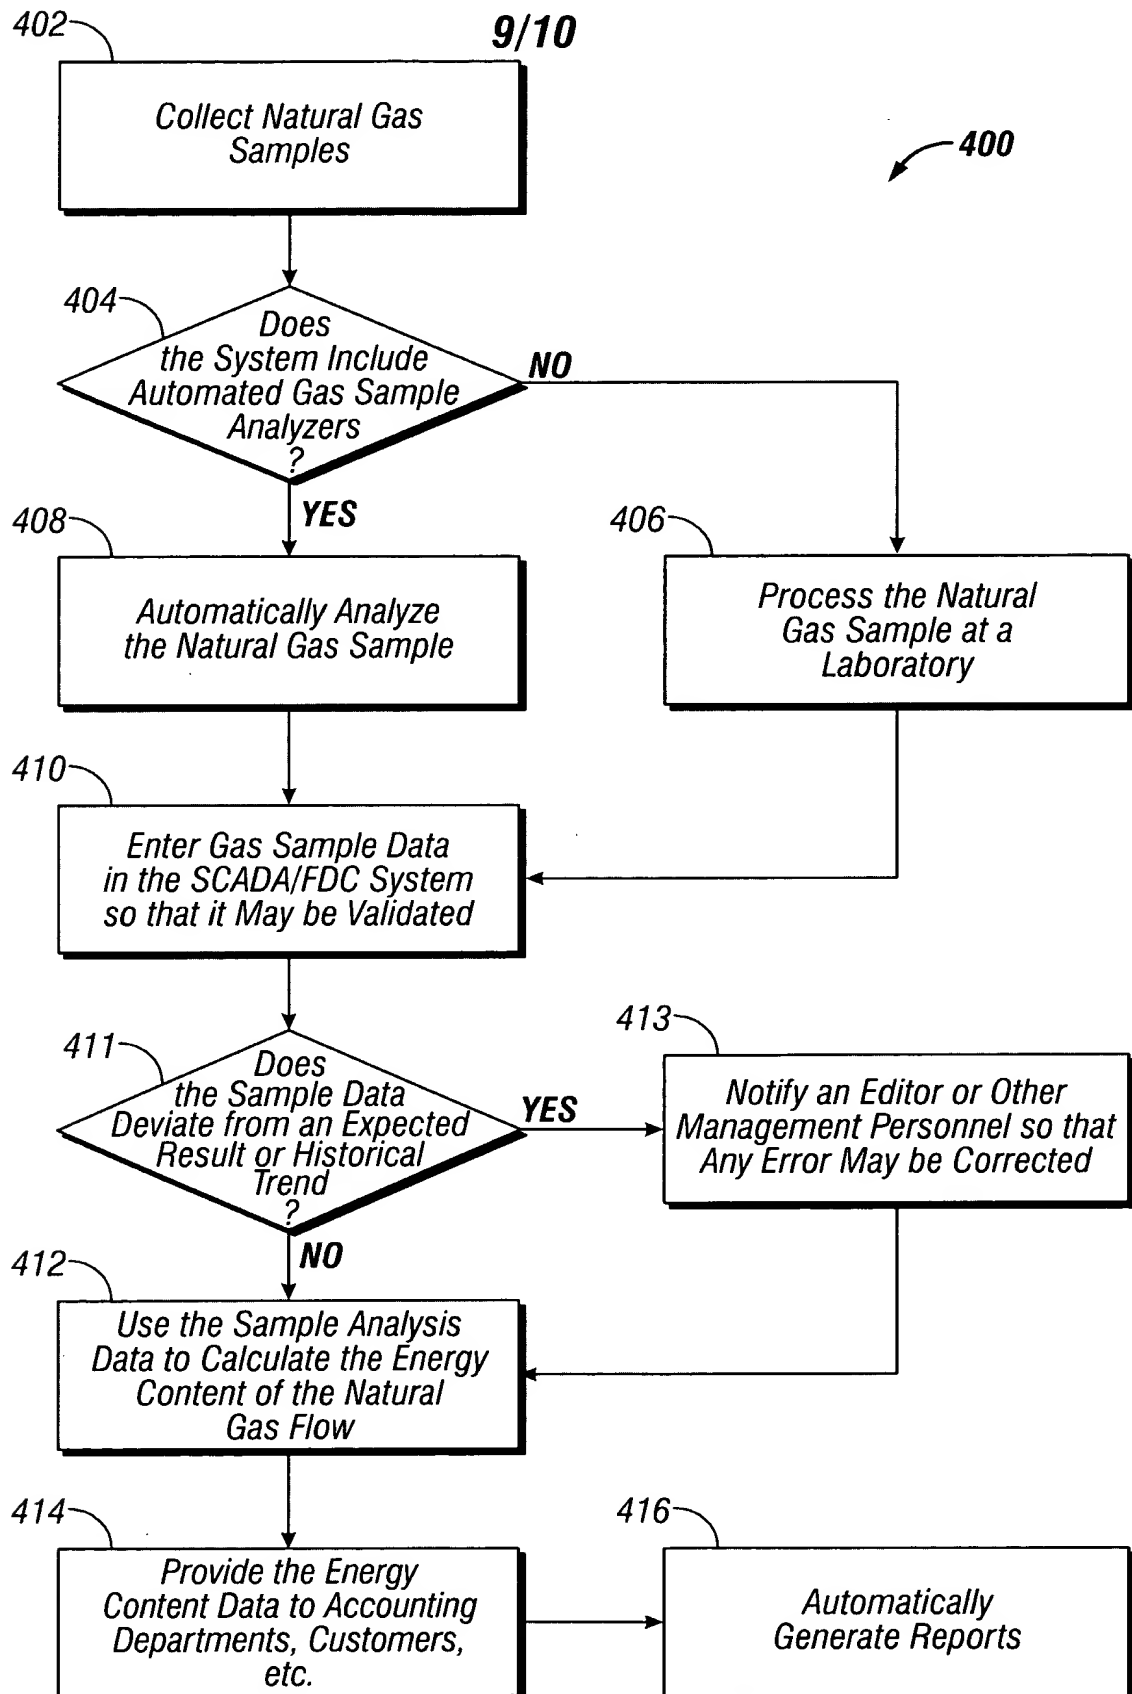 9/10
402
Collect Natural Gas
Samples
400
404
Does
the System Include
Automated Gas Sample
Analyzers
?
NO
YES
408
Automatically Analyze
the Natural Gas Sample
406
Process the Natural
Gas Sample at a
Laboratory
410
Enter Gas Sample Data
in the SCADA/FDC System
so that it May be Validated
411
Does
the Sample Data
Deviate from an Expected
Result or Historical
Trend
?
YES
413
Notify an Editor or Other
Management Personnel so that
Any Error May be Corrected
NO
412
Use the Sample Analysis
Data to Calculate the Energy
Content of the Natural
Gas Flow
414
Provide the Energy
Content Data to Accounting
Departments, Customers,
etc.
416
Automatically
Generate Reports